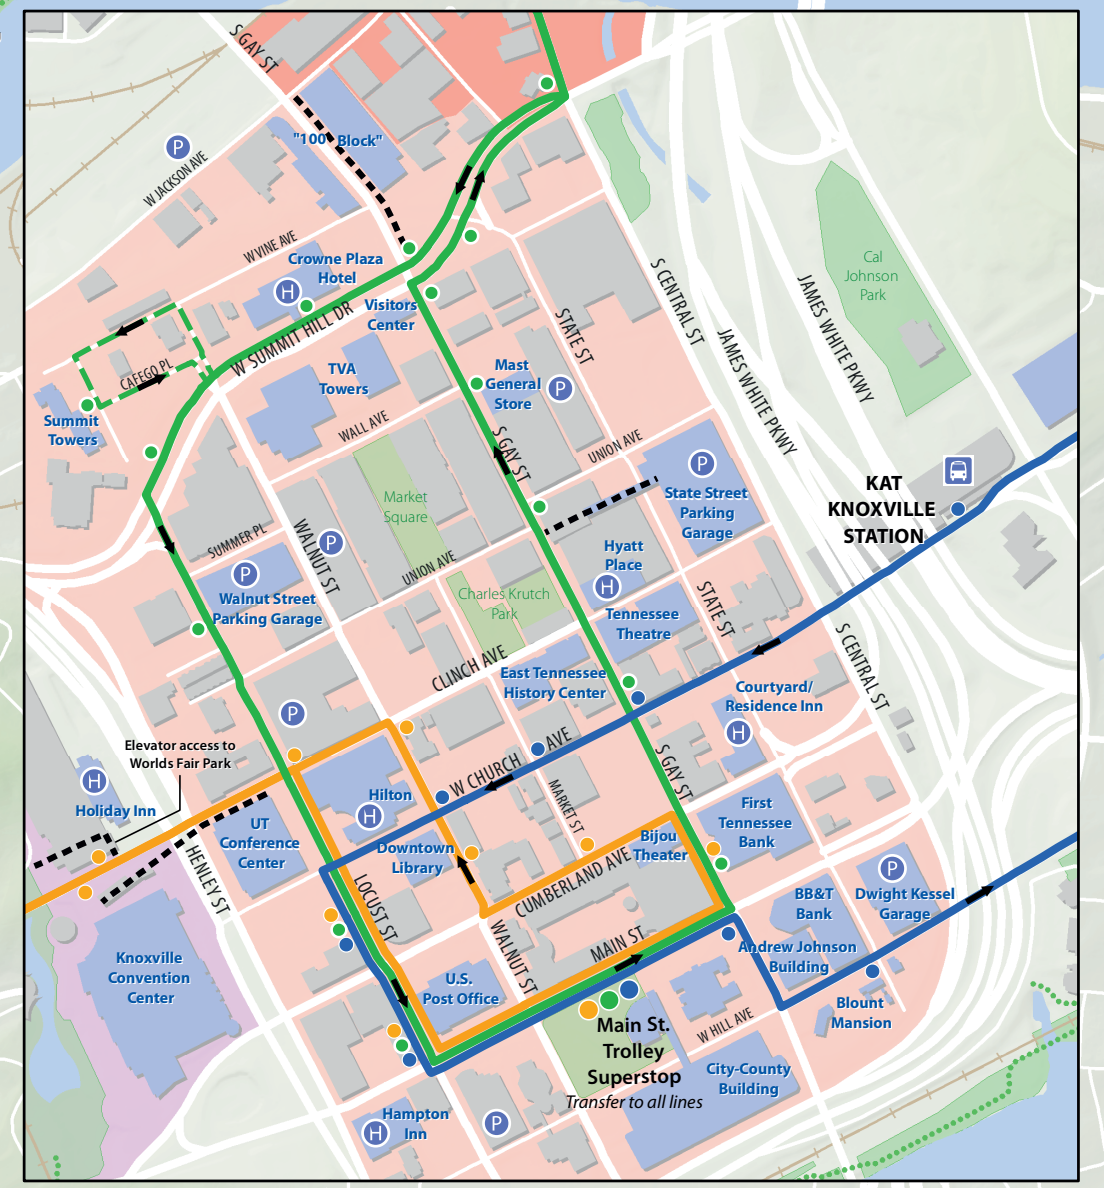 S GAY ST
"100 Block"
P
W JACKSON AVE
W VINE AVE
Crowne Plaza
Hotel
H
Visitors
Center
W SUMMIT HILL DR
CAFEGO PL
Summit
Towers
TVA
Towers
WALL AVE
Mast
General
Store
P
STATE ST
S CENTRAL ST
JAMES WHITE PKWY
JAMES WHITE PKWY
Cal
Johnson
Park
S GAY ST
UNION AVE
P
State Street
Parking
Garage
KAT
KNOXVILLE
STATION
Market
Square
SUMMER PL
WALNUT ST
P
UNION AVE
P
Walnut Street
Parking Garage
Charles Krutch
Park
Hyatt
Place
H
Tennessee
Theatre
STATE ST
S CENTRAL ST
CLINCH AVE
East Tennessee
History Center
Courtyard/
Residence Inn
H
P
Elevator access to
Worlds Fair Park
H
Holiday Inn
W CHURCH AVE
S GAY ST
MARKET ST
Hilton
H
UT
Conference
Center
Downtown
Library
Bijou
Theater
First
Tennessee
Bank
HENLEY ST
LOCUST ST
CUMBERLAND AVE
P
Dwight Kessel
Garage
BB&T
Bank
WALNUT ST
MAIN ST
Andrew Johnson
Building
Knoxville
Convention
Center
U.S.
Post Office
Blount
Mansion
Main St.
Trolley
Superstop
Transfer to all lines
W HILL AVE
City-County
Building
Hampton
Inn
H
P